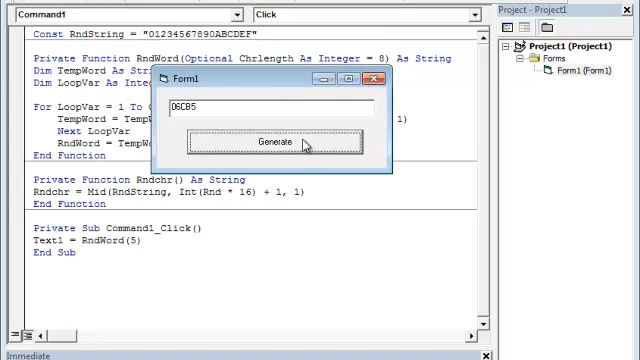 Command1
Click
Project - Project1
Const RndString = "01234567890ABCDEF"
Private Function RndWord(Optional Chrlength As Integer = 8) As String
Dim TempWord As Str
Dim LoopVar As
For LoopVar = 1 To
TempWord = Temp
1)
Next LoopVar
RndWord = Temp
End Function
Private Function Rndchr() As String
Rndchr = Mid(RndString, Int(Rnd * 16) + 1, 1)
End Function
Private Sub Command1_Click()
Text1 = RndWord(5)
End Sub
Form1
06CB5
Generate
Project1 (Project1)
Forms
Form1 (Form1)
Immediate